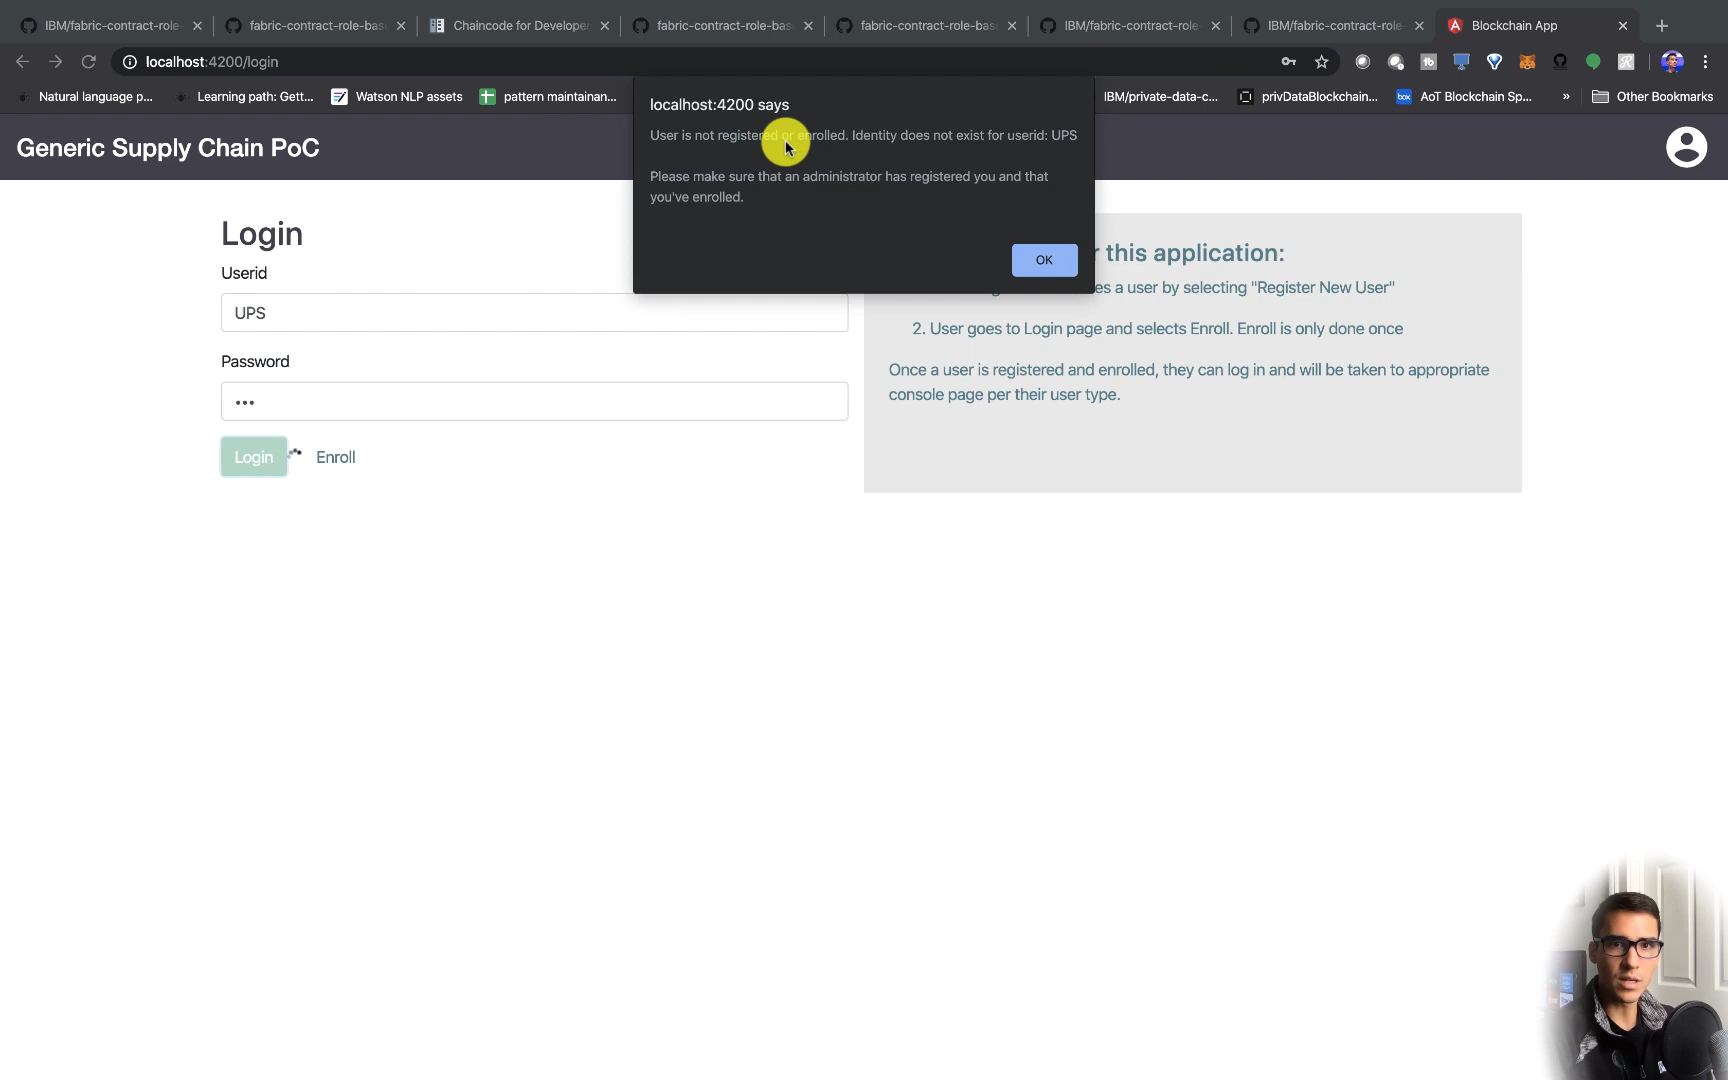 IBM/fabric-contract-role-
fabric-contract-role-bas
Chaincode for Develope
fabric-contract-role-bas
fabric-contract-role-bas
IBM/fabric-contract-role-
IBM/fabric-contract-role-
Blockchain App
localhost:4200/login
Natural language p...
Learning path: Gett...
Watson NLP assets
pattern maintainan...
IBM/private-data-c...
privDataBlockchain...
box
AoT Blockchain Sp...
»
Other Bookmarks
localhost:4200 says
User is not registered or enrolled. Identity does not exist for userid: UPS
Please make sure that an administrator has registered you and that
you've enrolled.
OK
Generic Supply Chain PoC
Login
Userid
UPS
Password
•••
Login
Enroll
r this application:
es a user by selecting "Register New User"
2. User goes to Login page and selects Enroll. Enroll is only done once
Once a user is registered and enrolled, they can log in and will be taken to appropriate
console page per their user type.